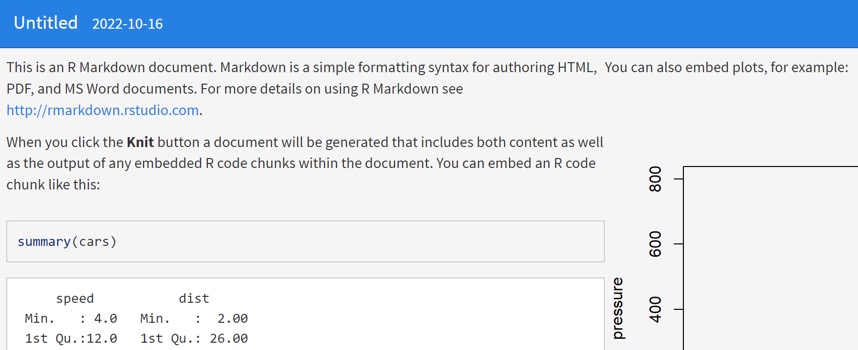 Untitled 2022-10-16
This is an R Markdown document. Markdown is a simple formatting syntax for authoring HTML,
PDF, and MS Word documents. For more details on using R Markdown see
http://rmarkdown.rstudio.com.
When you click the Knit button a document will be generated that includes both content as well
as the output of any embedded R code chunks within the document. You can embed an R code
chunk like this:
summary(cars)
speed dist
Min. : 4.0 Min. : 2.00
1st Qu.:12.0 1st Qu.: 26.00
You can also embed plots, for example:
800
600
400
pressure